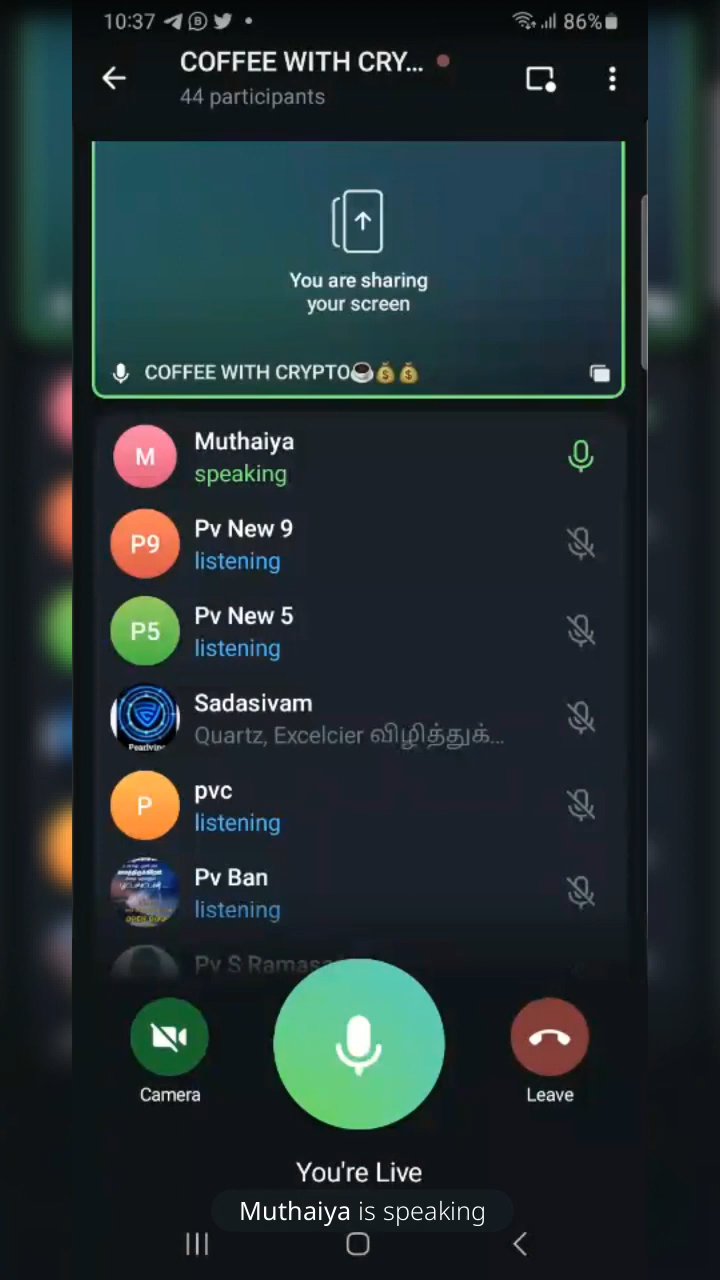 10:37
86%
COFFEE WITH CRY...
44 participants
You are sharing
your screen
COFFEE WITH CRYPTO☕💰💰
M
Muthaiya
speaking
P9
Pv New 9
listening
P5
Pv New 5
listening
Sadasivam
Quartz, Excelcier விழித்துக்...
P
pvc
listening
Pv Ban
listening
Camera
Leave
You're Live
Muthaiya is speaking